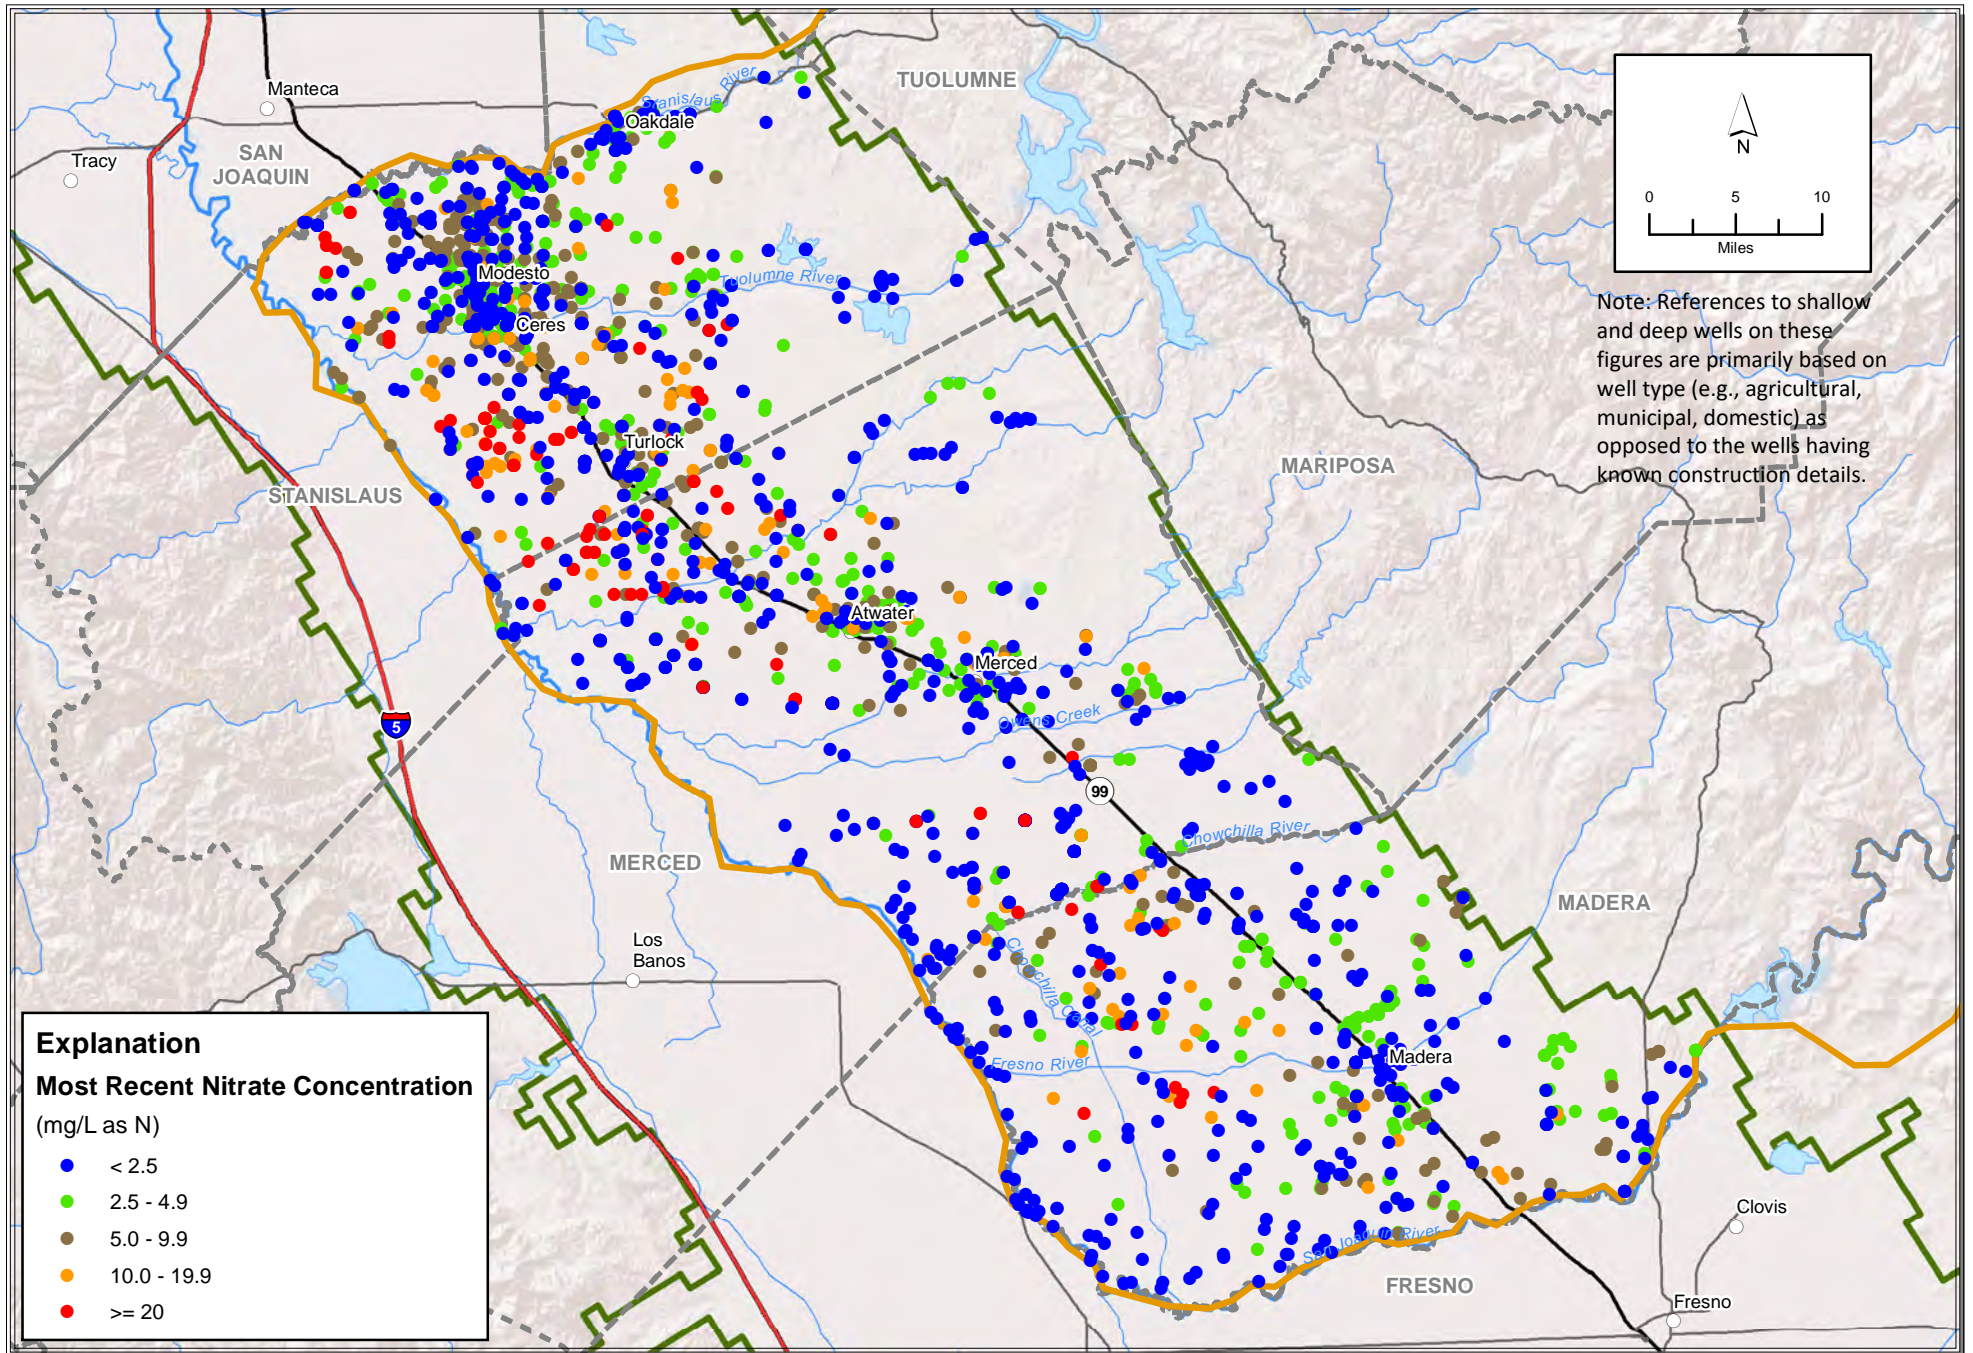 TUOLUMNE
Manteca
Stanislaus River
Oakdale
Tracy
SAN
JOAQUIN
N
0 5 10
Miles
Modesto
Tuolumne River
Note: References to shallow
and deep wells on these
figures are primarily based on
well type (e.g., agricultural,
municipal, domestic) as
opposed to the wells having
known construction details.
Ceres
Turlock
MARIPOSA
STANISLAUS
Atwater
Merced
5
Owens Creek
99
Chowchilla River
MERCED
MADERA
Los
Banos
Chowchilla Canal
Fresno River
Madera
Clovis
San Joaquin River
FRESNO
Fresno
Explanation
Most Recent Nitrate Concentration
(mg/L as N)
< 2.5
2.5 - 4.9
5.0 - 9.9
10.0 - 19.9
>= 20